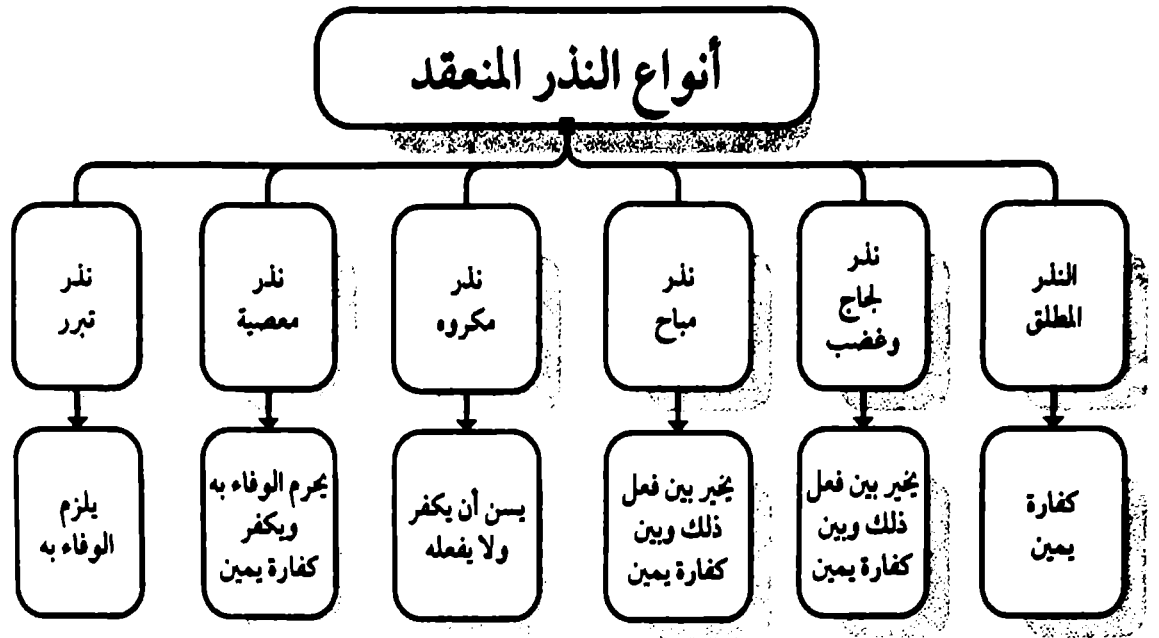 أنواع النذر المنعقد
النذر
المطلق
نذر
لجاج
وغضب
نذر
مباح
نذر
مكروه
نذر
معصية
نذر
تبرر
كفارة
يمين
يخير بين فعل
ذلك وبين
كفارة يمين
يخير بين فعل
ذلك وبين
كفارة يمين
يسن أن يكفر
ولا يفعله
يحرم الوفاء به
ويكفر
كفارة يمين
يلزم
الوفاء به